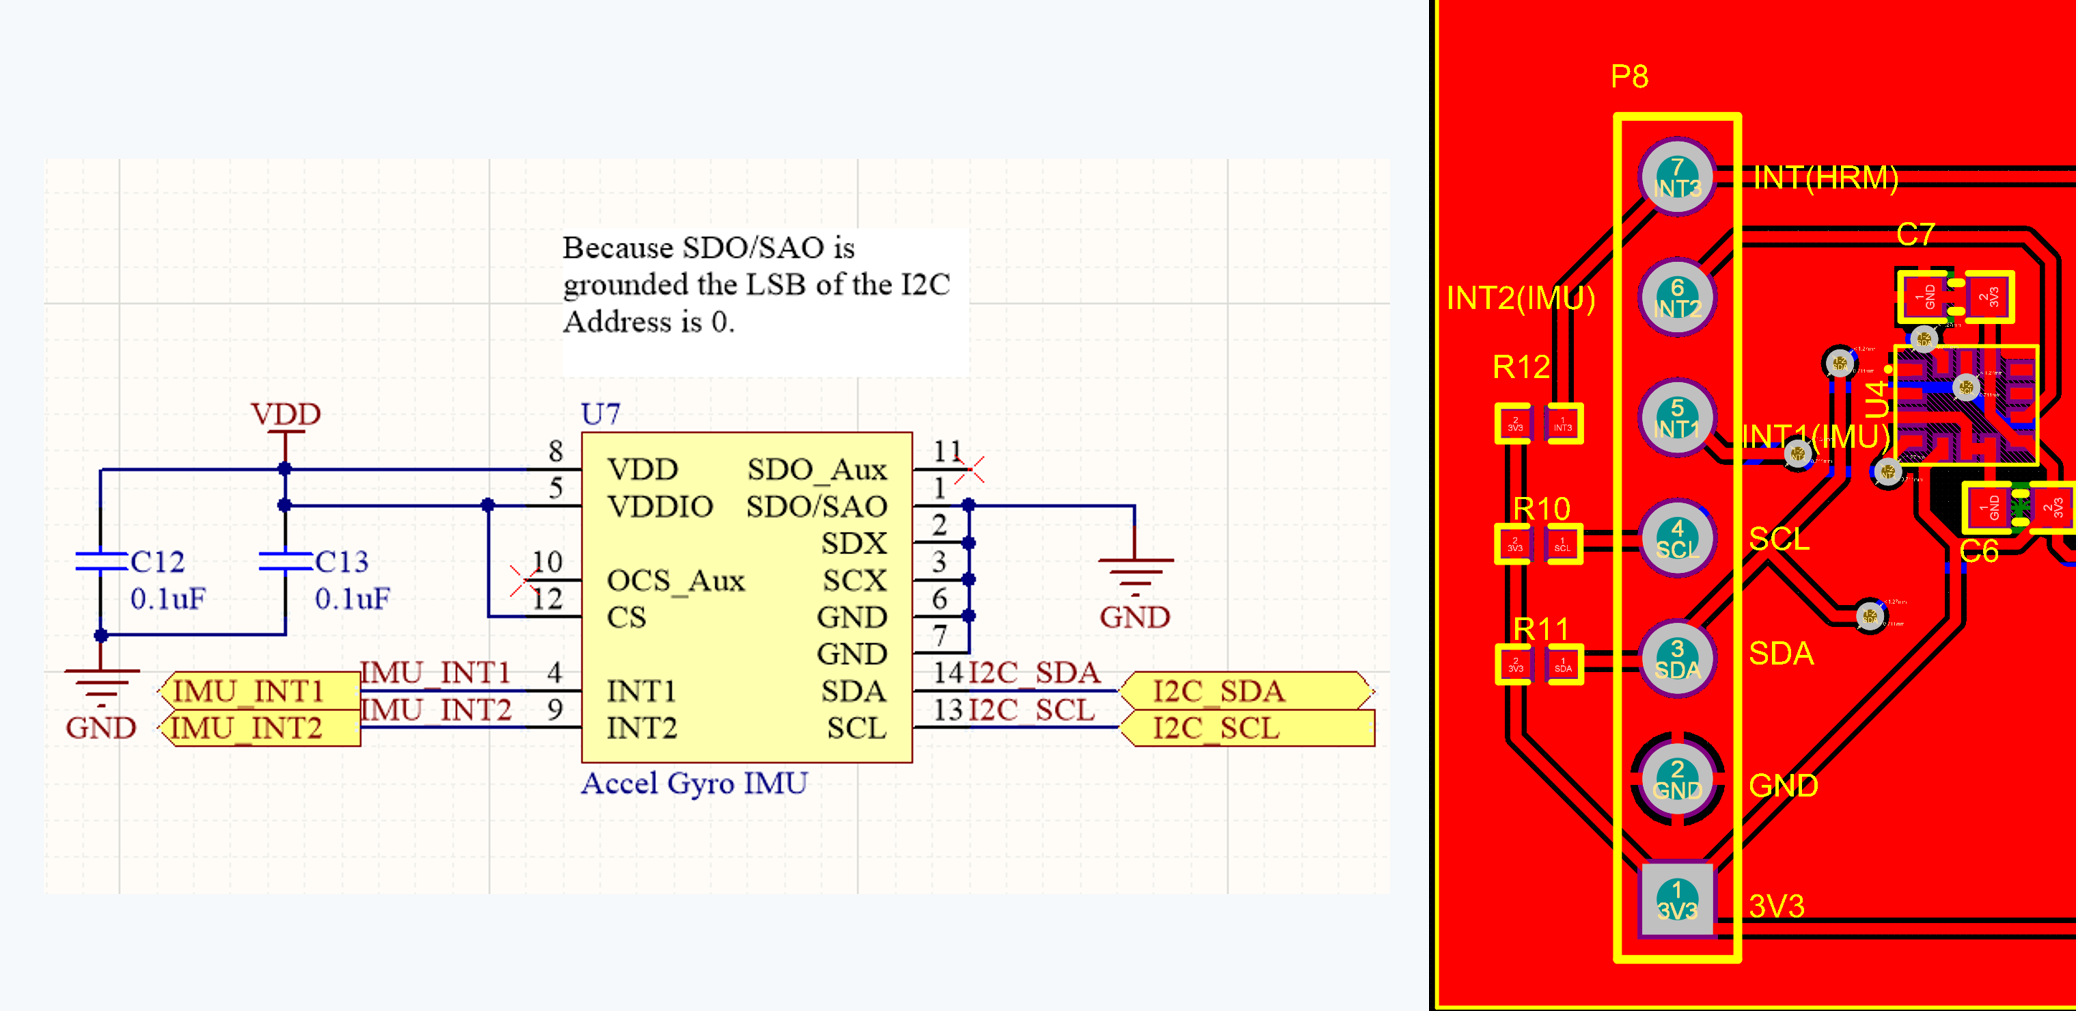 Because SDO/SAO is
grounded the LSB of the I2C
Address is 0.
VDD
U7
8
VDD
SDO_Aux
11
5
VDDIO
SDO/SAO
1
SDX
2
10
OCS_Aux
SCX
3
12
CS
GND
6
GND
7
C12
0.1uF
C13
0.1uF
GND
GND
IMU_INT1
IMU_INT1
4
INT1
SDA
14
I2C_SDA
I2C_SDA
IMU_INT2
IMU_INT2
9
INT2
SCL
13
I2C_SCL
I2C_SCL
Accel Gyro IMU
P8
7
INT3
INT(HRM)
C7
INT2(IMU)
6
INT2
1
GND
2
3V3
R12
2
3V3
1
INT3
U4
5
INT1
INT1(IMU)
R10
2
3V3
1
SCL
4
SCL
SCL
1
GND
2
3V3
C6
R11
2
3V3
1
SDA
3
SDA
SDA
2
GND
GND
1
3V3
3V3